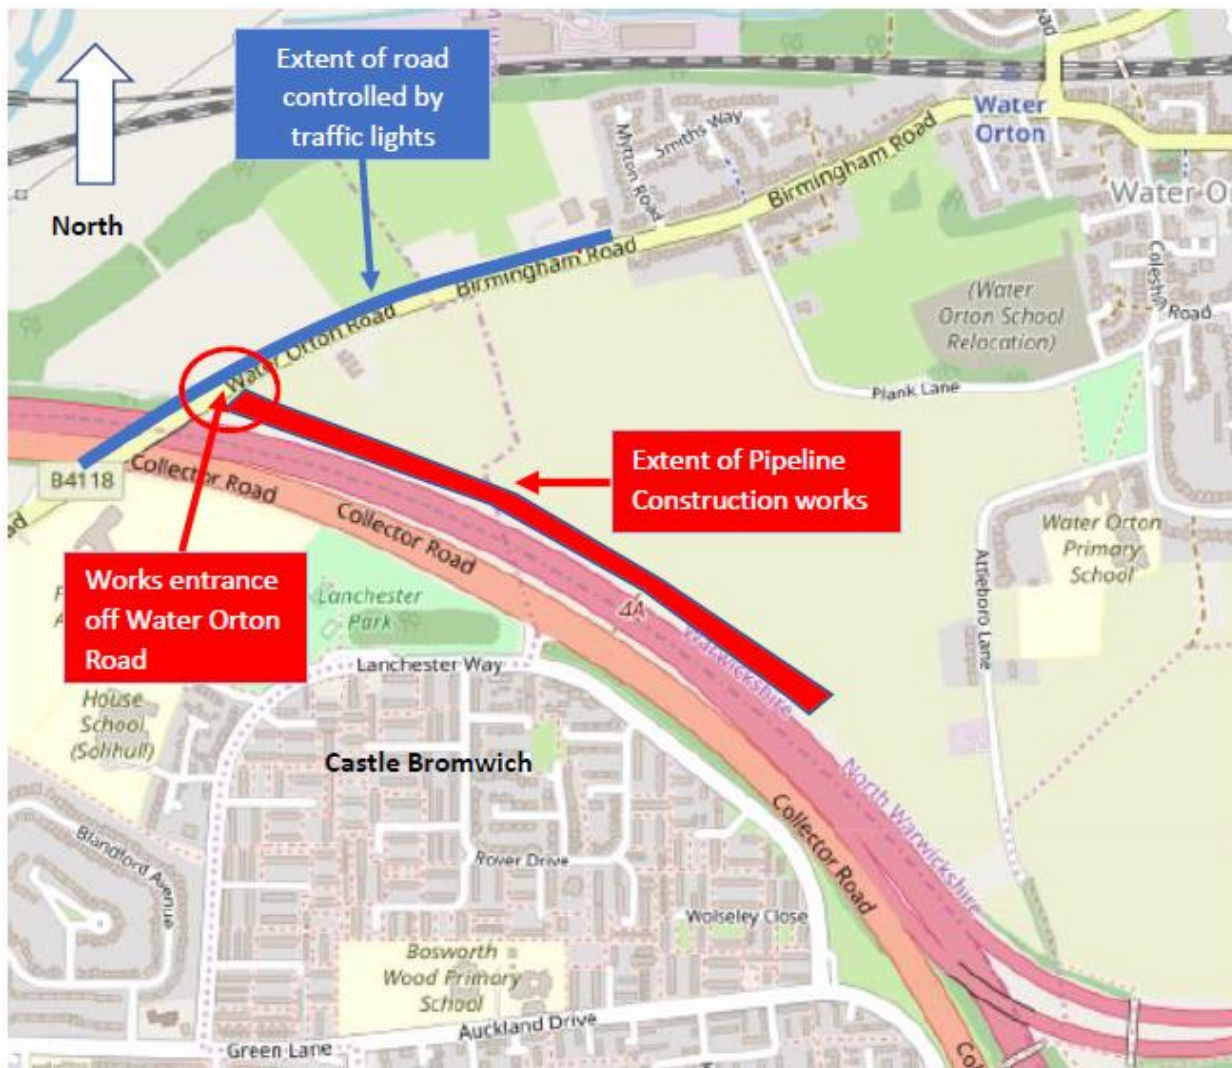 Extent of road
controlled by
traffic lights
North
Water
Orton
Water O
Smiths Way
Myrron Road
Birmingham Road
Birmingham Road
Water Orton Road
Coleshill Road
(Water
Orton School
Relocation)
Plank Lane
B4118
Collector Road
Collector Road
Extent of Pipeline
Construction works
Works entrance
off Water Orton
Road
Water Orton
Primary
School
Attleboro Lane
Lanchester
Park
4A
Warwickshire
Lanchester Way
House
School
(Solihull)
Castle Bromwich
North Warwickshire
Collector Road
Blandford Avenue
Rover Drive
Wolseley Close
Bosworth
Wood Primary
School
Auckland Drive
Green Lane